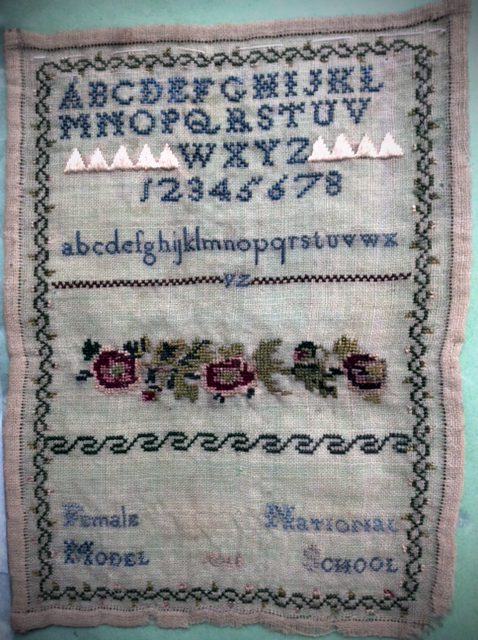 ABCDEFGHIJKL
MNOPQRSTUV
WXYZ
12345678
abcdefghijklmnopqrstuvwx
yz
Female National
Model School